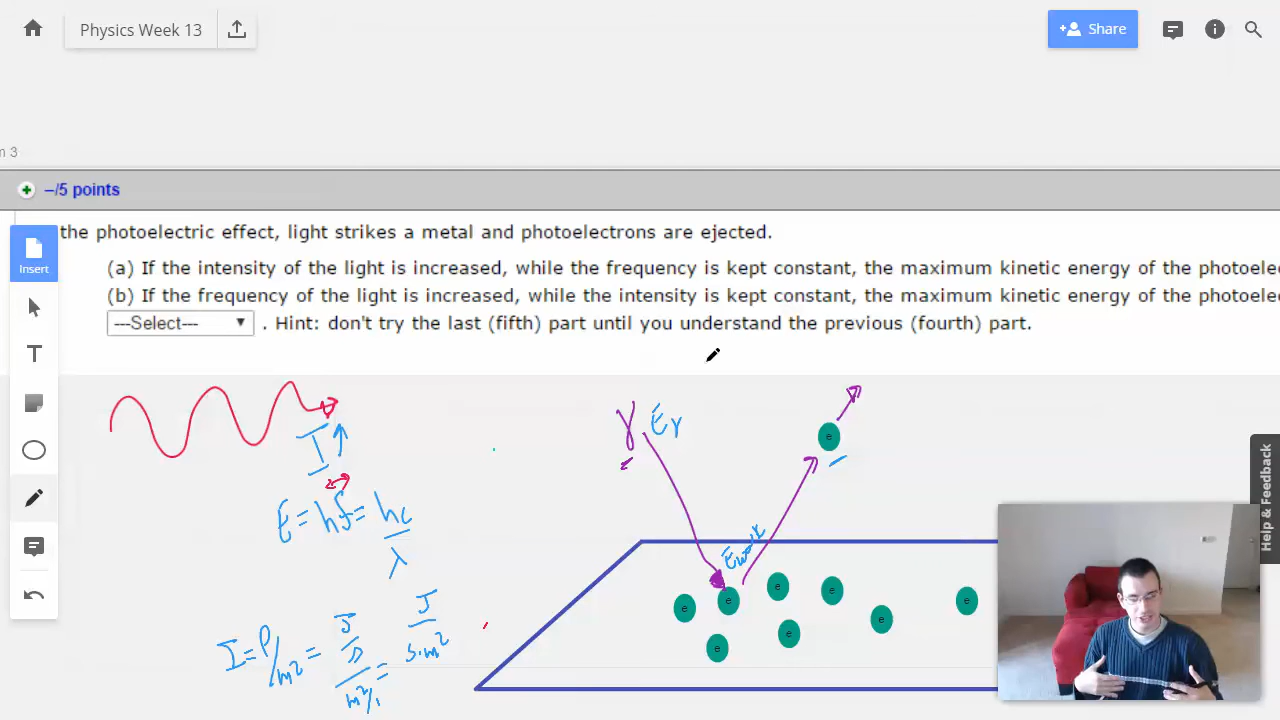 Physics Week 13
Share
m 3
–/5 points
the photoelectric effect, light strikes a metal and photoelectrons are ejected.
(a) If the intensity of the light is increased, while the frequency is kept constant, the maximum kinetic energy of the photoele
(b) If the frequency of the light is increased, while the intensity is kept constant, the maximum kinetic energy of the photoele
---Select--- . Hint: don't try the last (fifth) part until you understand the previous (fourth) part.
Insert
T
I
γ Eγ
e
E = hf = hc/λ
Ework
e e e e e e e e
I = P/m² = J/s / m²/1 = J/s·m²
Help & Feedback